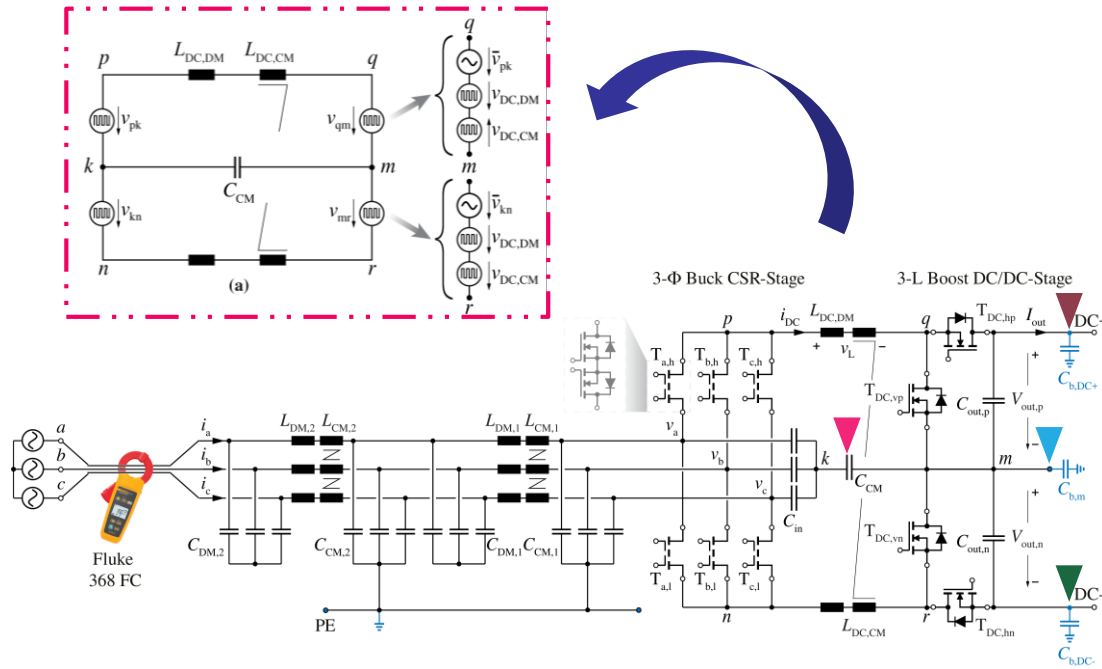 L_DC,DM L_DC,CM
p q
v_pk v_qm
k m
C_CM
v_kn v_mr
n r
(a)
q
v̄_pk
v_DC,DM
v_DC,CM
m
v̄_kn
v_DC,DM
v_DC,CM
r
3-Φ Buck CSR-Stage 3-L Boost DC/DC-Stage
p i_DC L_DC,DM q T_DC,hp I_out DC-
+ v_L −
T_a,h T_b,h T_c,h
T_DC,vp C_out,p V_out,p C_b,DC+
+
−
a b c
i_a i_b i_c
L_DM,2 L_CM,2 L_DM,1 L_CM,1
v_a v_b v_c
k m
C_CM C_b,m
C_in
C_DM,2 C_CM,2 C_DM,1 C_CM,1
Fluke
368 FC
PE
T_a,l T_b,l T_c,l
T_DC,vn C_out,n V_out,n
+
−
n L_DC,CM r T_DC,hn DC-
C_b,DC-